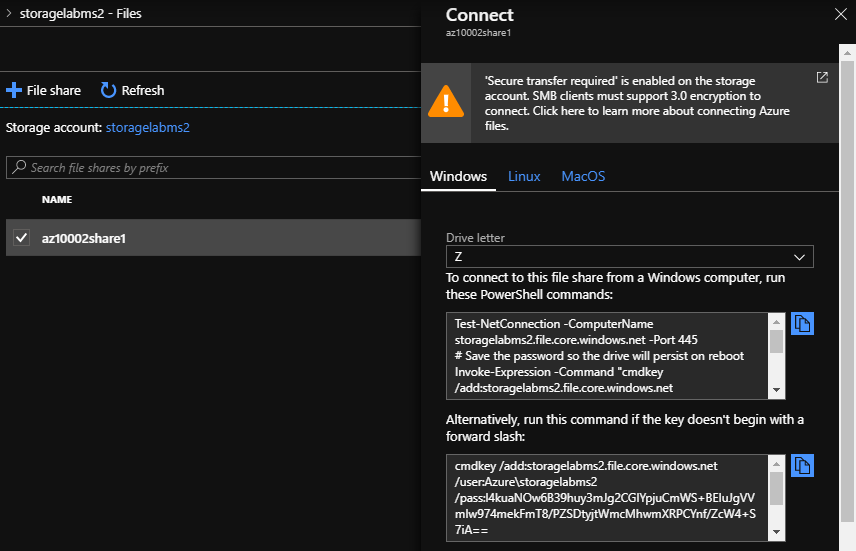 storagelabms2 - Files
File share
Refresh
Storage account: storagelabms2
Search file shares by prefix
NAME
az10002share1
Connect
az10002share1
'Secure transfer required' is enabled on the storage
account. SMB clients must support 3.0 encryption to
connect. Click here to learn more about connecting Azure
files.
Windows
Linux
MacOS
Drive letter
Z
To connect to this file share from a Windows computer, run
these PowerShell commands:
Test-NetConnection -ComputerName
storagelabms2.file.core.windows.net -Port 445
# Save the password so the drive will persist on reboot
Invoke-Expression -Command "cmdkey
/add:storagelabms2.file.core.windows.net
Alternatively, run this command if the key doesn't begin with a
forward slash:
cmdkey /add:storagelabms2.file.core.windows.net
/user:Azure\storagelabms2